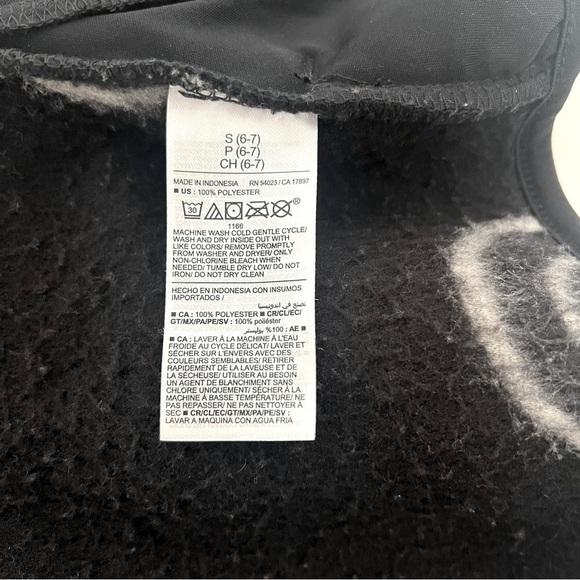 S (6-7)
P (6-7)
CH (6-7)
MADE IN INDONESIA RN 54023 / CA 17897
■ US : 100% POLYESTER
30 ®
1166
MACHINE WASH COLD GENTLE CYCLE/
WASH AND DRY INSIDE OUT WITH
LIKE COLORS/ REMOVE PROMPTLY
FROM WASHER AND DRYER/ ONLY
NON-CHLORINE BLEACH WHEN
NEEDED/ TUMBLE DRY LOW/ DO NOT
IRON/ DO NOT DRY CLEAN
HECHO EN INDONESIA CON INSUMOS
IMPORTADOS /
صنع في اندونيسيا
■ CA : 100% POLYESTER ■ CR/CL/EC/
GT/MX/PA/PE/SV : 100% poliéster
■ AE : 100% بوليستر
■ CA : LAVER À LA MACHINE À L'EAU
FROIDE AU CYCLE DÉLICAT/ LAVER ET
SÉCHER SUR L'ENVERS AVEC DES
COULEURS SEMBLABLES/ RETIRER
RAPIDEMENT DE LA LAVEUSE ET DE
LA SÉCHEUSE/ UTILISER AU BESOIN
UN AGENT DE BLANCHIMENT SANS
CHLORE UNIQUEMENT/ SÉCHER À LA
MACHINE À BASSE TEMPÉRATURE/ NE
PAS REPASSER/ NE PAS NETTOYER À
SEC ■ CR/CL/EC/GT/MX/PA/PE/SV :
LAVAR A MAQUINA CON AGUA FRIA